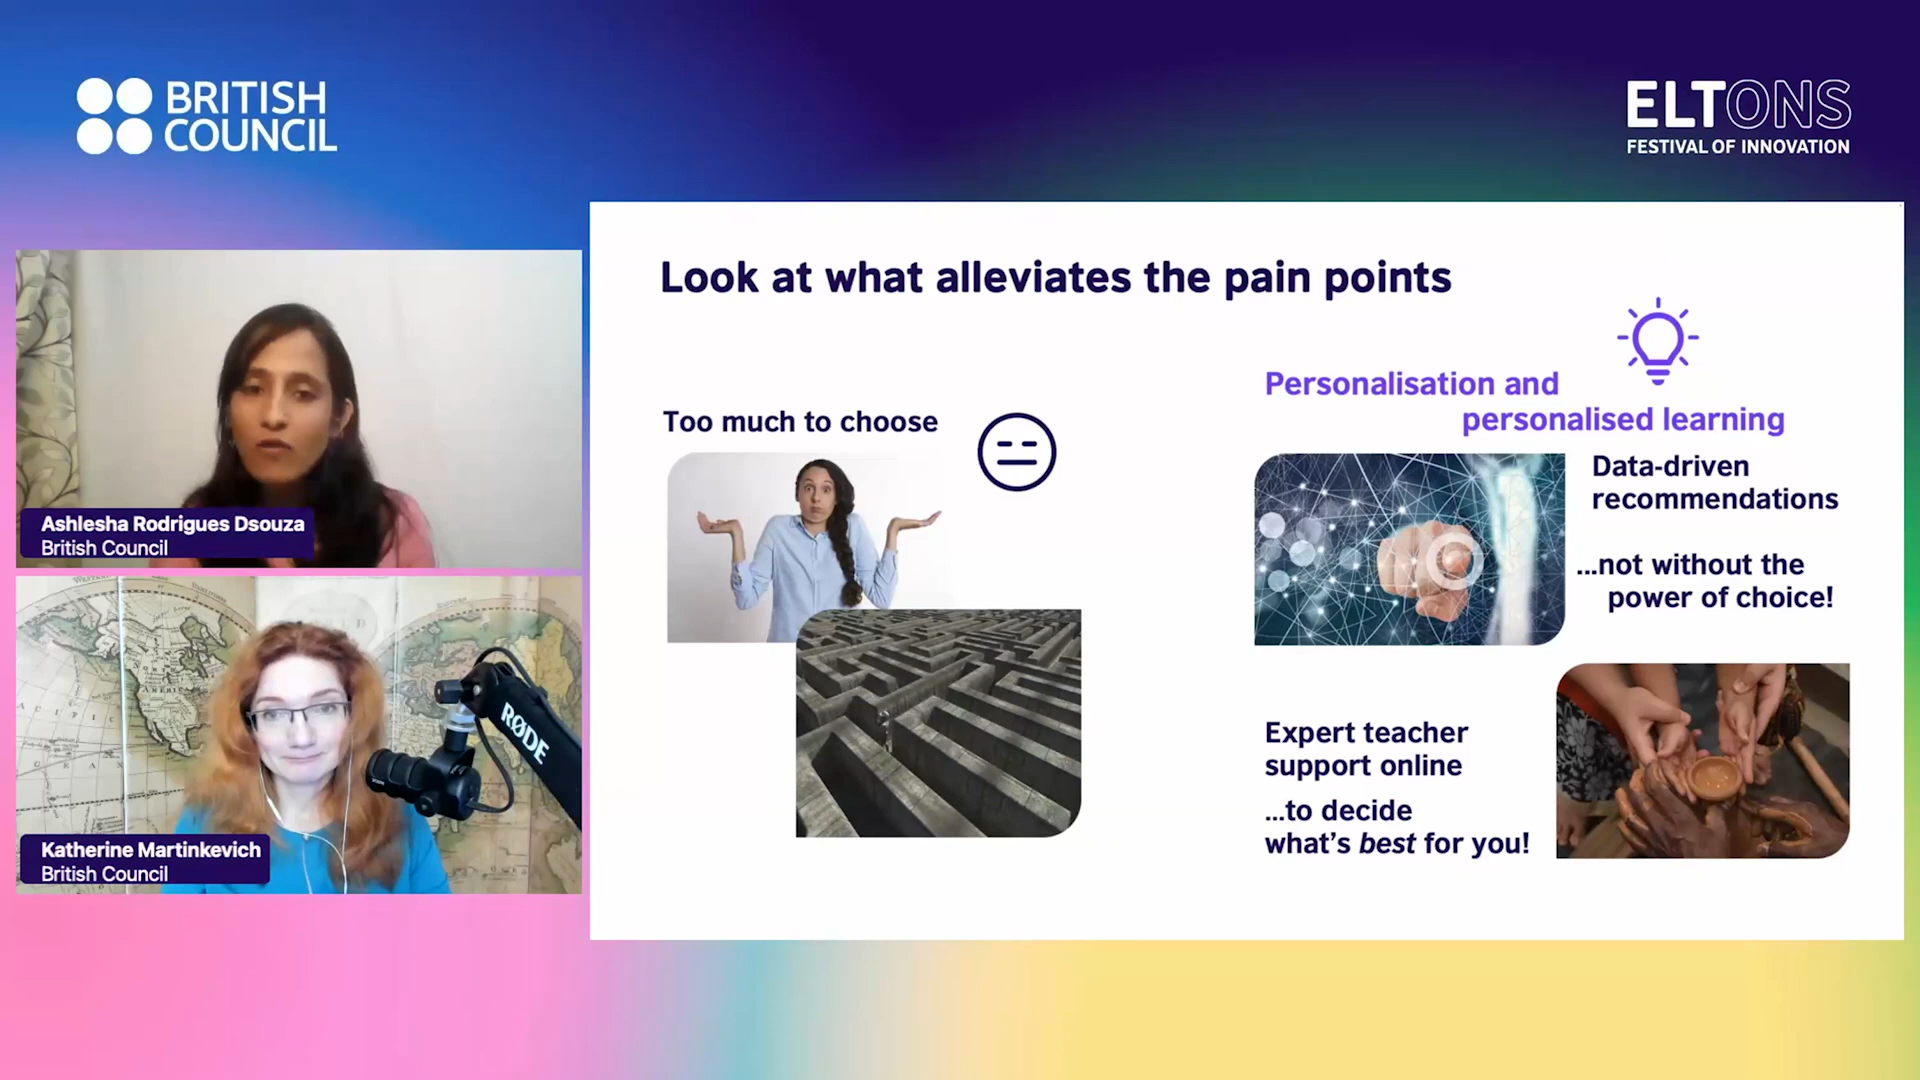 BRITISH
COUNCIL
ELTONS
FESTIVAL OF INNOVATION
Ashlesha Rodrigues Dsouza
British Council
RØDE
Katherine Martinkevich
British Council
Look at what alleviates the pain points
Too much to choose
Personalisation and
personalised learning
Data-driven
recommendations
...not without the
power of choice!
Expert teacher
support online
...to decide
what's best for you!